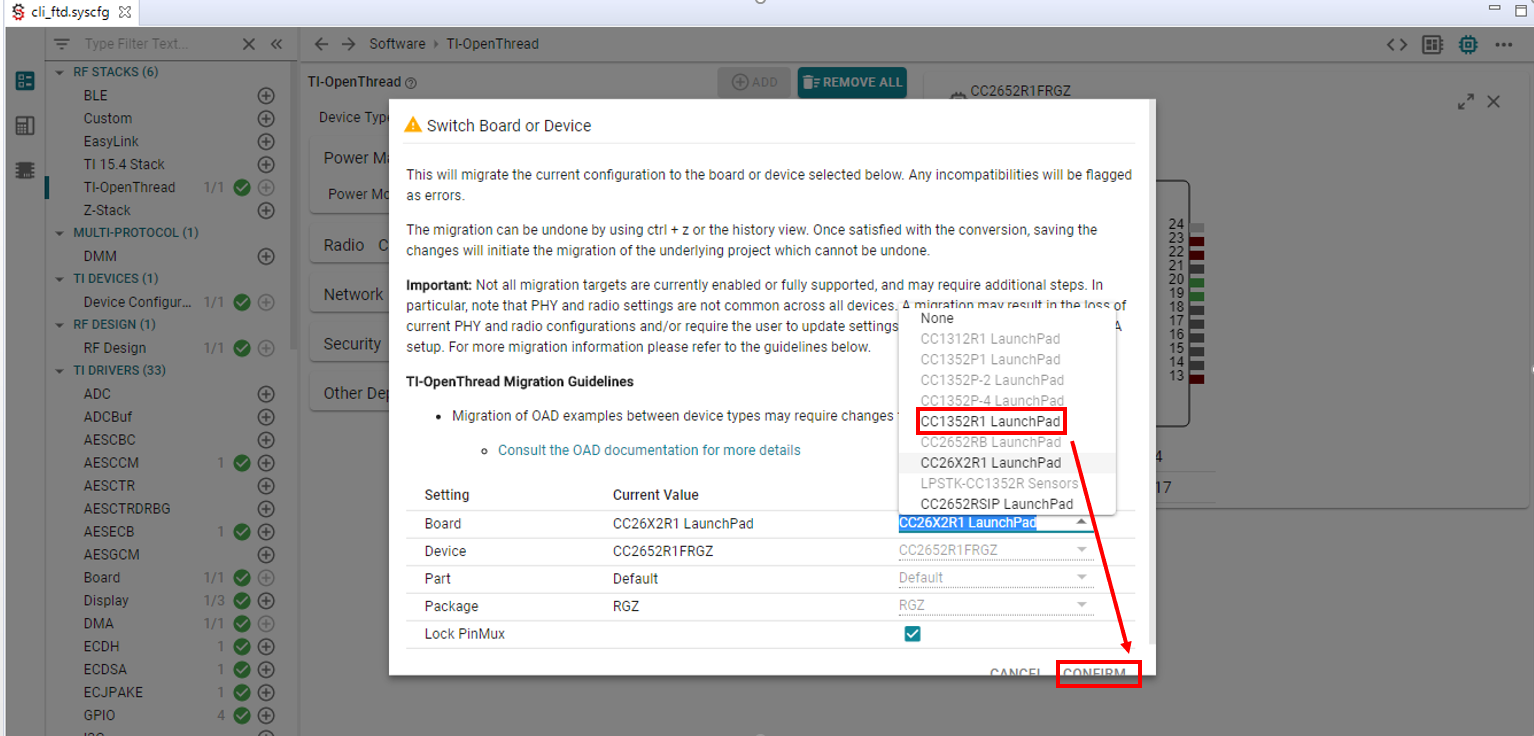 cli_ftd.syscfg
Type Filter Text...
Software › TI-OpenThread
RF STACKS (6)
BLE
Custom
EasyLink
TI 15.4 Stack
TI-OpenThread 1/1
Z-Stack
MULTI-PROTOCOL (1)
DMM
TI DEVICES (1)
Device Configur... 1/1
RF DESIGN (1)
RF Design 1/1
TI DRIVERS (33)
ADC
ADCBuf
AESCBC
AESCCM 1
AESCTR
AESCTRDRBG
AESECB 1
AESGCM
Board 1/1
Display 1/3
DMA 1/1
ECDH 1
ECDSA 1
ECJPAKE 1
GPIO 4
TI-OpenThread
ADD
REMOVE ALL
Device Type
Power Ma
Power Mo
Radio C
Network
Security
Other Dep
CC2652R1FRGZ
24
23
22
21
20
19
18
17
16
15
14
13
4
17
Switch Board or Device
This will migrate the current configuration to the board or device selected below. Any incompatibilities will be flagged
as errors.
The migration can be undone by using ctrl + z or the history view. Once satisfied with the conversion, saving the
changes will initiate the migration of the underlying project which cannot be undone.
Important: Not all migration targets are currently enabled or fully supported, and may require additional steps. In
particular, note that PHY and radio settings are not common across all devices. A migration may result in the loss of
current PHY and radio configurations and/or require the user to update settings A
setup. For more migration information please refer to the guidelines below.
TI-OpenThread Migration Guidelines
Migration of OAD examples between device types may require changes
Consult the OAD documentation for more details
None
CC1312R1 LaunchPad
CC1352P1 LaunchPad
CC1352P-2 LaunchPad
CC1352P-4 LaunchPad
CC1352R1 LaunchPad
CC2652RB LaunchPad
CC26X2R1 LaunchPad
LPSTK-CC1352R Sensors
CC2652RSIP LaunchPad
Setting Current Value
Board CC26X2R1 LaunchPad CC26X2R1 LaunchPad
Device CC2652R1FRGZ CC2652R1FRGZ
Part Default Default
Package RGZ RGZ
Lock PinMux
CANCEL CONFIRM